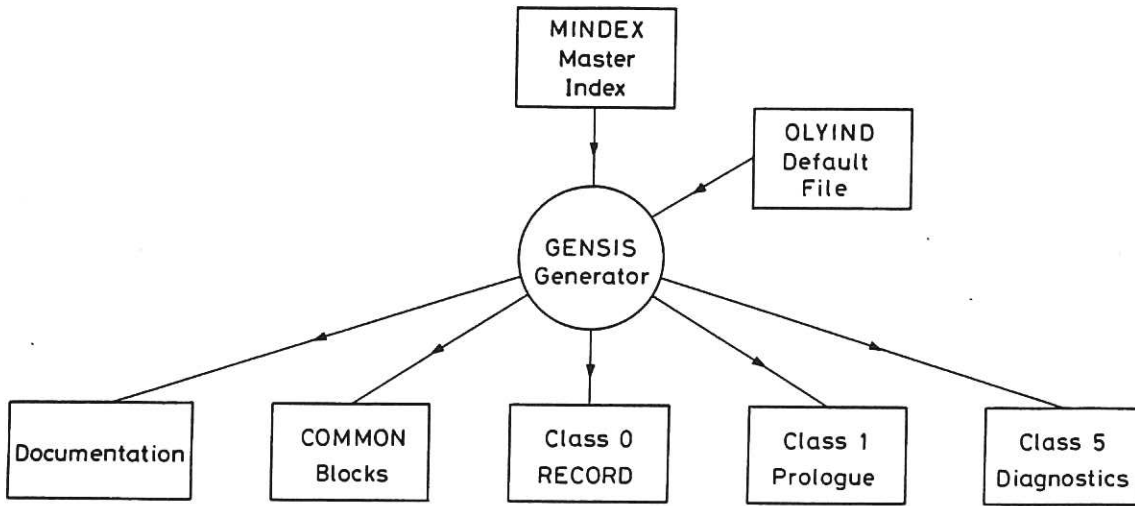 MINDEX
Master
Index
OLYIND
Default
File
GENSIS
Generator
Documentation
COMMON
Blocks
Class 0
RECORD
Class 1
Prologue
Class 5
Diagnostics